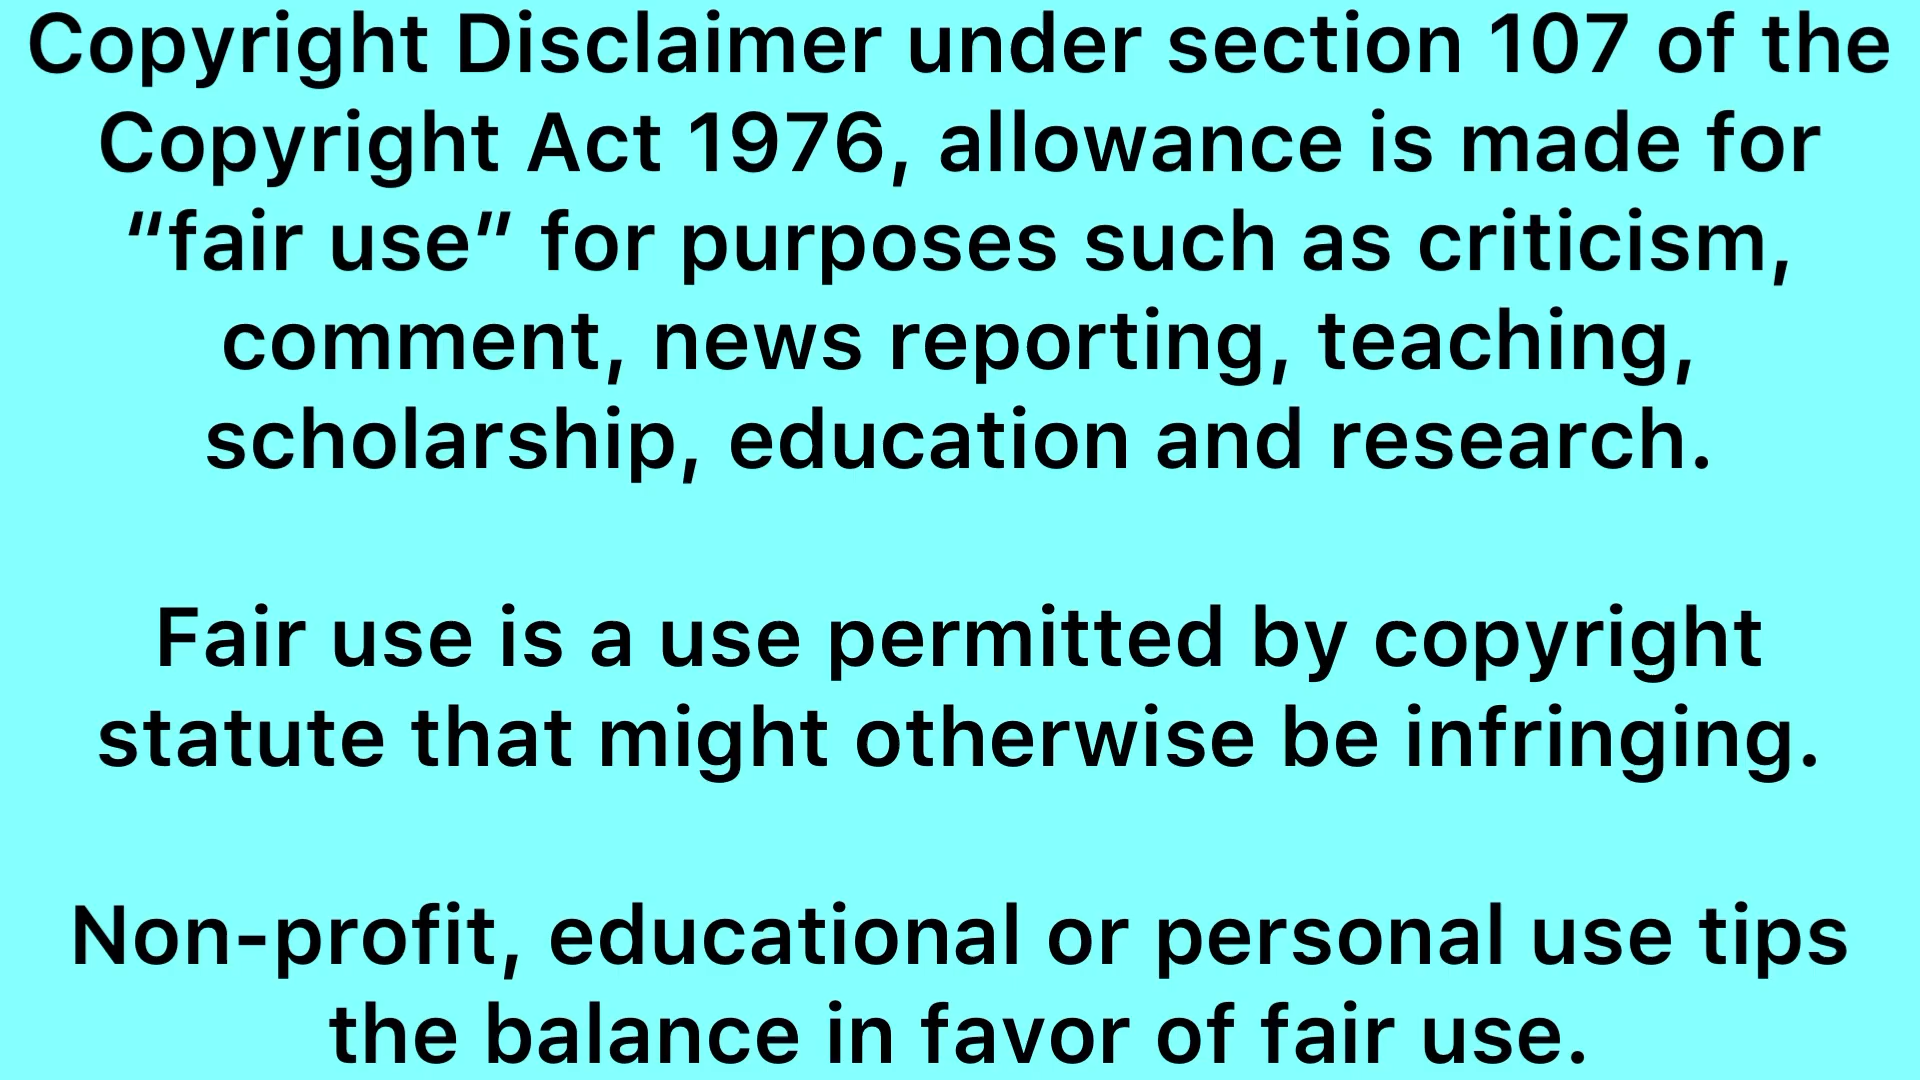 Copyright Disclaimer under section 107 of the
Copyright Act 1976, allowance is made for
“fair use” for purposes such as criticism,
comment, news reporting, teaching,
scholarship, education and research.
Fair use is a use permitted by copyright
statute that might otherwise be infringing.
Non-profit, educational or personal use tips
the balance in favor of fair use.